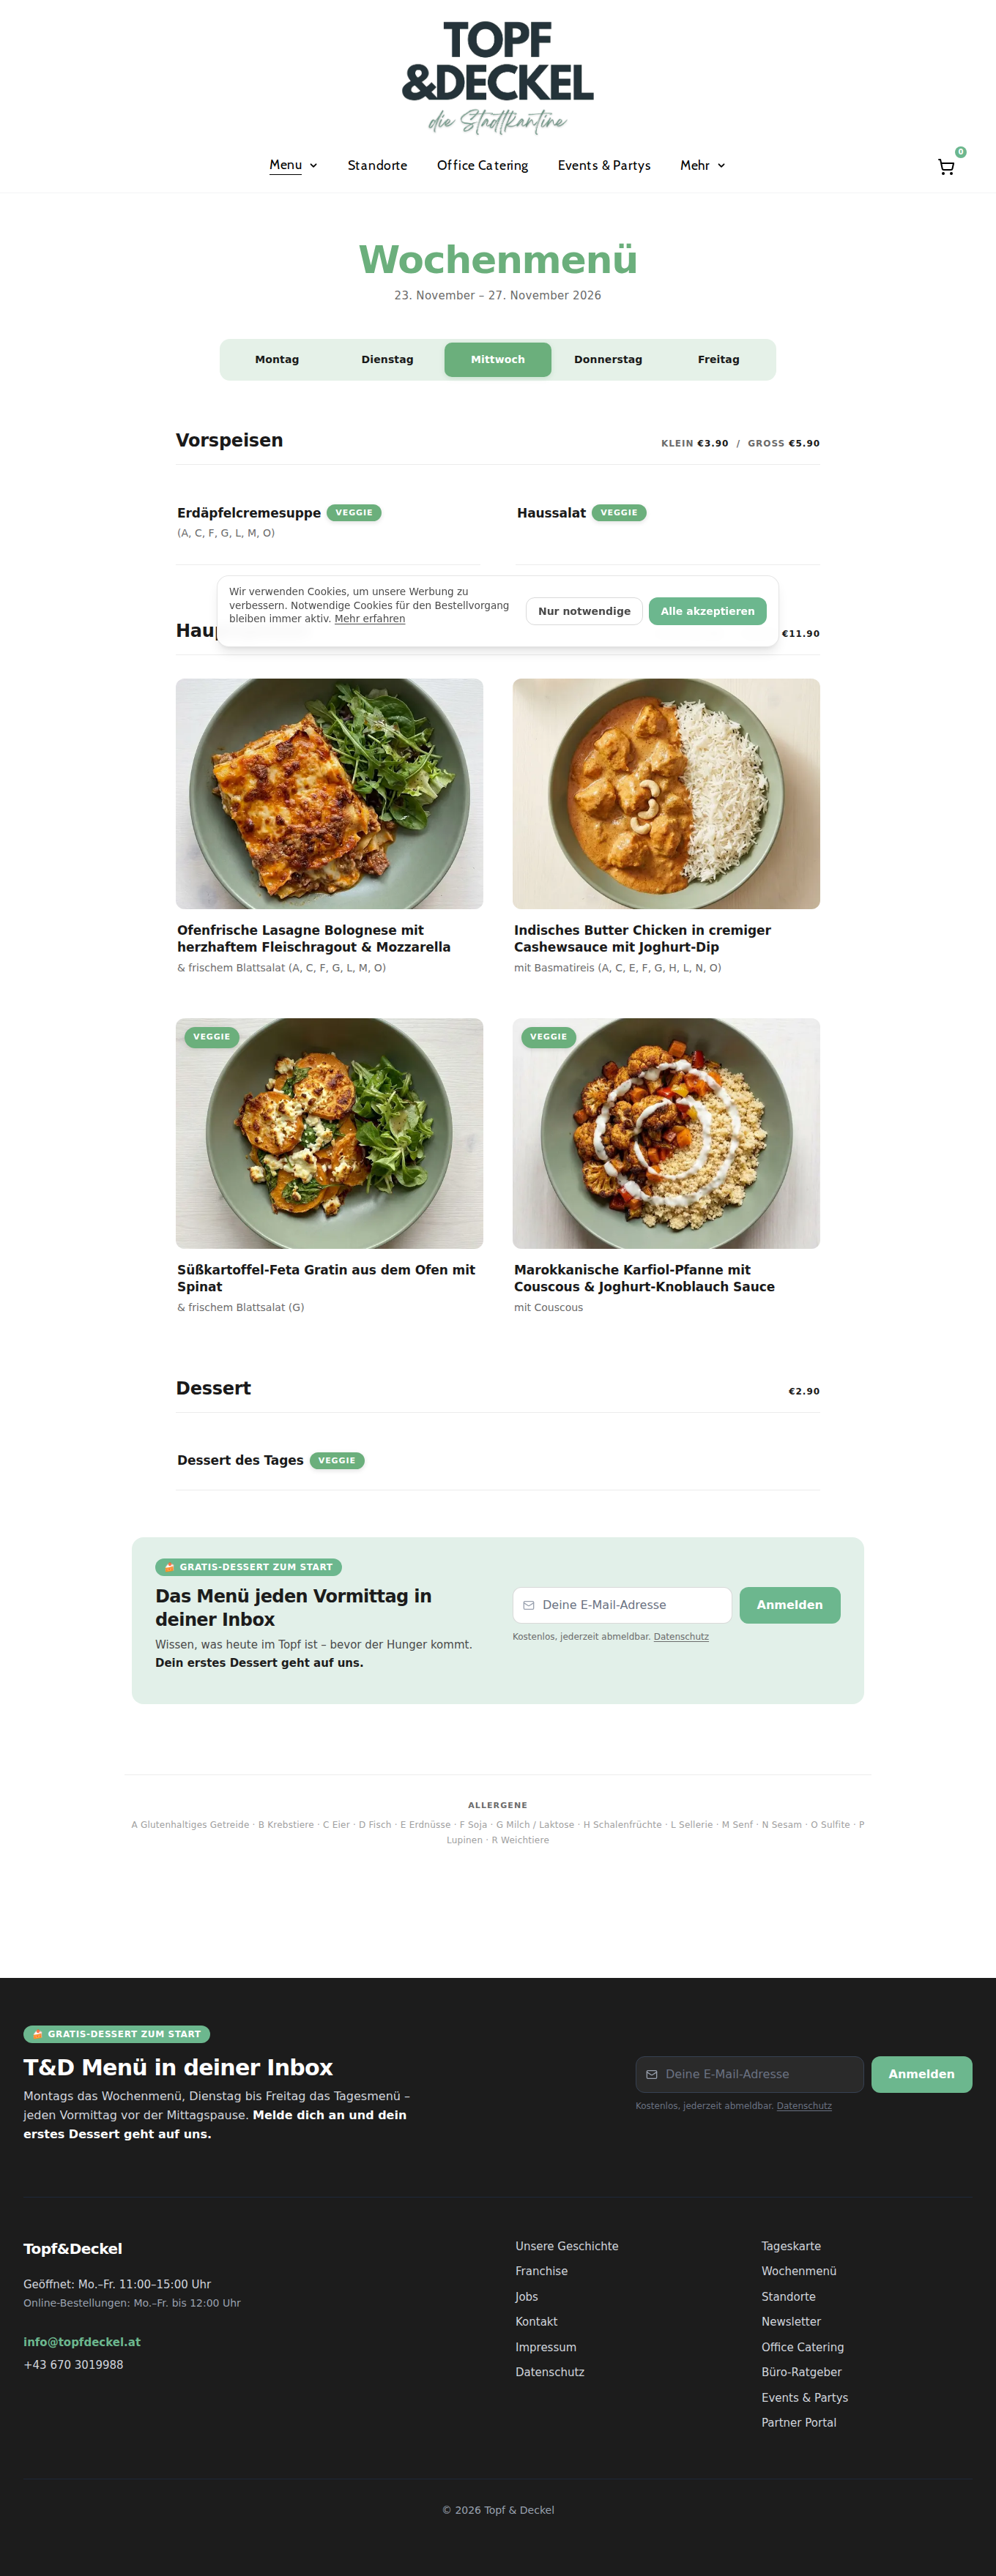 TOPF
&DECKEL
die Stadtkantine
Menu
Standorte
Office Catering
Events & Partys
Mehr
0
Wochenmenü
23. November – 27. November 2026
Montag
Dienstag
Mittwoch
Donnerstag
Freitag
Vorspeisen
KLEIN €3.90 / GROSS €5.90
Erdäpfelcremesuppe VEGGIE
(A, C, F, G, L, M, O)
Haussalat VEGGIE
Wir verwenden Cookies, um unsere Werbung zu
verbessern. Notwendige Cookies für den Bestellvorgang
bleiben immer aktiv. Mehr erfahren
Nur notwendige
Alle akzeptieren
€11.90
Ofenfrische Lasagne Bolognese mit
herzhaftem Fleischragout & Mozzarella
& frischem Blattsalat (A, C, F, G, L, M, O)
Indisches Butter Chicken in cremiger
Cashewsauce mit Joghurt-Dip
mit Basmatireis (A, C, E, F, G, H, L, N, O)
VEGGIE
Süßkartoffel-Feta Gratin aus dem Ofen mit
Spinat
& frischem Blattsalat (G)
VEGGIE
Marokkanische Karfiol-Pfanne mit
Couscous & Joghurt-Knoblauch Sauce
mit Couscous
Dessert
€2.90
Dessert des Tages VEGGIE
🍰 GRATIS-DESSERT ZUM START
Das Menü jeden Vormittag in
deiner Inbox
Wissen, was heute im Topf ist – bevor der Hunger kommt.
Dein erstes Dessert geht auf uns.
Deine E-Mail-Adresse
Anmelden
Kostenlos, jederzeit abmeldbar. Datenschutz
ALLERGENE
A Glutenhaltiges Getreide · B Krebstiere · C Eier · D Fisch · E Erdnüsse · F Soja · G Milch / Laktose · H Schalenfrüchte · L Sellerie · M Senf · N Sesam · O Sulfite · P
Lupinen · R Weichtiere
🍰 GRATIS-DESSERT ZUM START
T&D Menü in deiner Inbox
Montags das Wochenmenü, Dienstag bis Freitag das Tagesmenü –
jeden Vormittag vor der Mittagspause. Melde dich an und dein
erstes Dessert geht auf uns.
Deine E-Mail-Adresse
Anmelden
Kostenlos, jederzeit abmeldbar. Datenschutz
Topf&Deckel
Geöffnet: Mo.–Fr. 11:00–15:00 Uhr
Online-Bestellungen: Mo.–Fr. bis 12:00 Uhr
info@topfdeckel.at
+43 670 3019988
Unsere Geschichte
Franchise
Jobs
Kontakt
Impressum
Datenschutz
Tageskarte
Wochenmenü
Standorte
Newsletter
Office Catering
Büro-Ratgeber
Events & Partys
Partner Portal
© 2026 Topf & Deckel